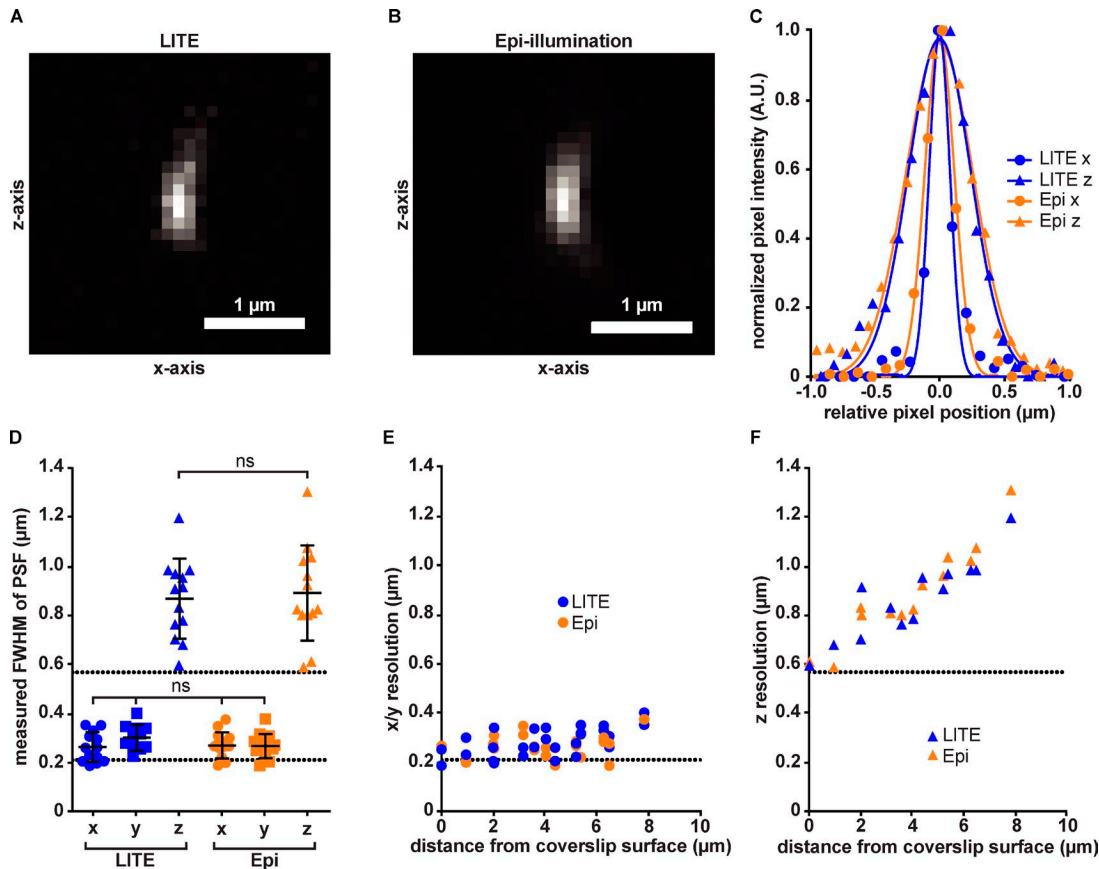 A
LITE
z-axis
1 µm
x-axis
B
Epi-illumination
z-axis
1 µm
x-axis
C
normalized pixel intensity (A.U.)
1.0
0.8
0.6
0.4
0.2
0
-1.0 -0.5 0.0 0.5 1.0
relative pixel position (µm)
LITE x
LITE z
Epi x
Epi z
D
measured FWHM of PSF (µm)
1.4
1.2
1.0
0.8
0.6
0.4
0.2
0
ns
ns
x y z x y z
LITE Epi
E
x/y resolution (µm)
1.4
1.2
1.0
0.8
0.6
0.4
0.2
0
LITE
Epi
0 2 4 6 8 10
distance from coverslip surface (µm)
F
z resolution (µm)
1.4
1.2
1.0
0.8
0.6
0.4
0.2
0
LITE
Epi
0 2 4 6 8 10
distance from coverslip surface (µm)